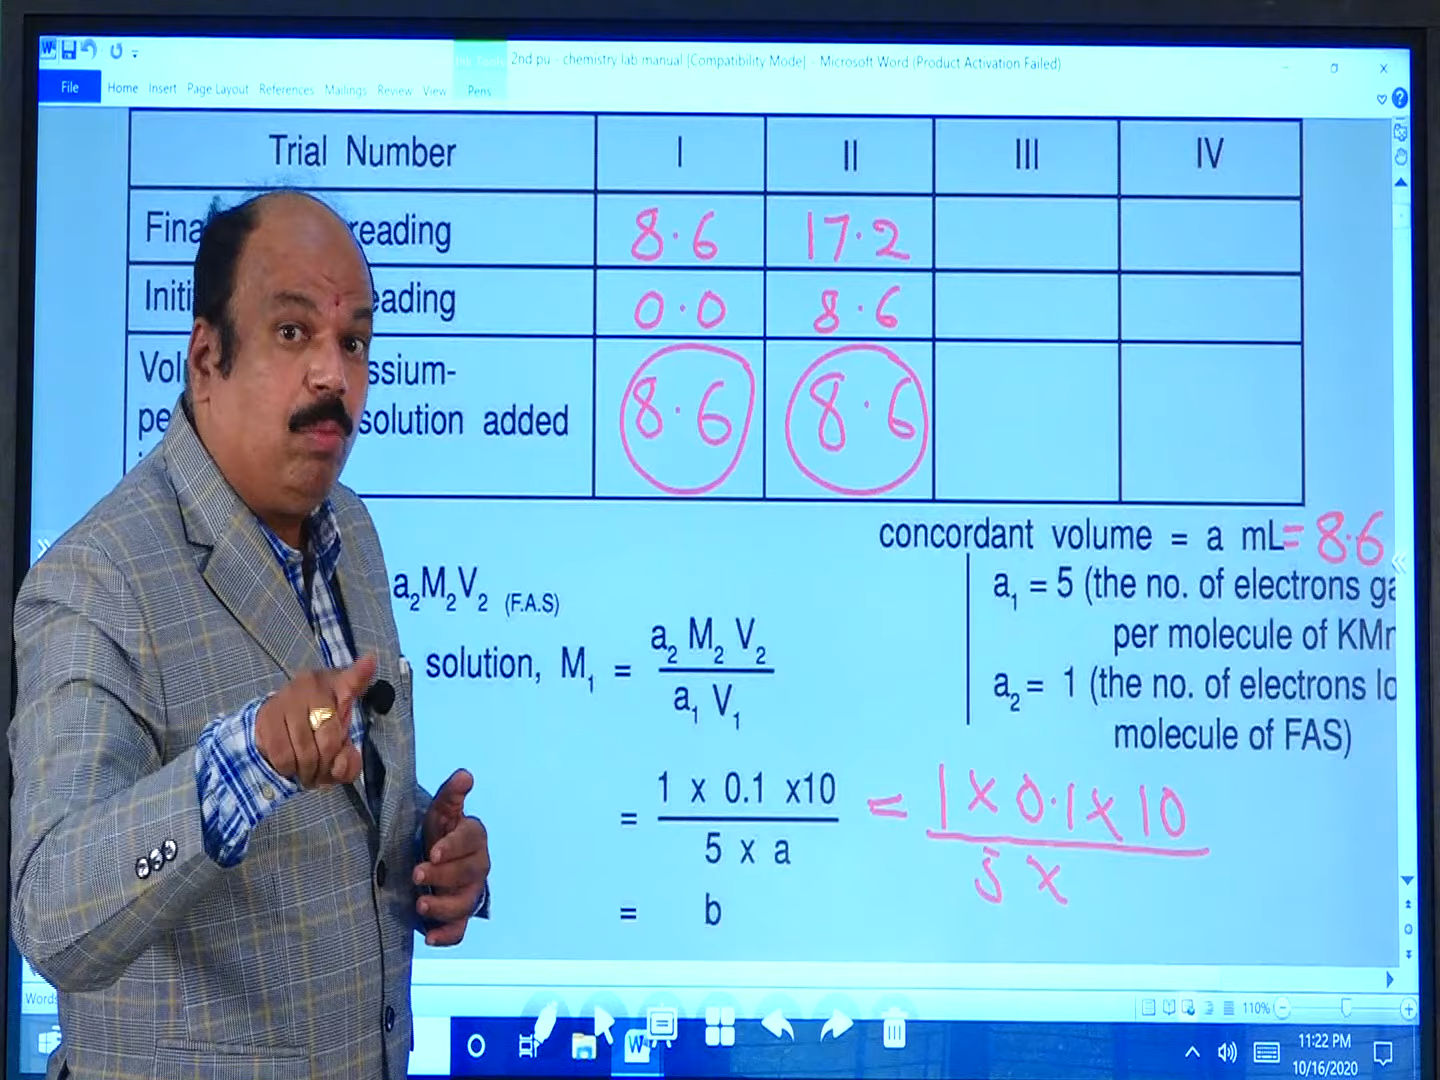 2nd pu - chemistry lab manual [Compatibility Mode] - Microsoft Word (Product Activation Failed)
File Home Insert Page Layout References Mailings Review View Pens
Trial Number I II III IV
Fina reading 8.6 17.2
Initi eading 0.0 8.6
Vol ssium-
pe solution added 8.6 8.6
concordant volume = a mL = 8.6
a₂M₂V₂ (F.A.S)
a₁ = 5 (the no. of electrons ga
per molecule of KMn
solution, M₁ = a₂ M₂ V₂
a₁ V₁
a₂ = 1 (the no. of electrons lo
molecule of FAS)
= 1 x 0.1 x10 = 1 x 0.1 x 10
5 x a 5 x
= b
Words
110%
11:22 PM
10/16/2020